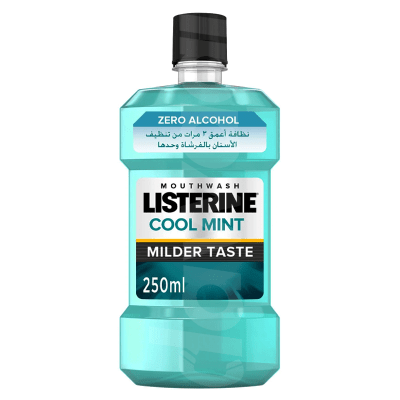 ZERO ALCOHOL
نظافة أعمق ٣ مرات من تنظيف
الأسنان بالفرشاة وحدها
MOUTHWASH
LISTERINE
COOL MINT
MILDER TASTE
250ml